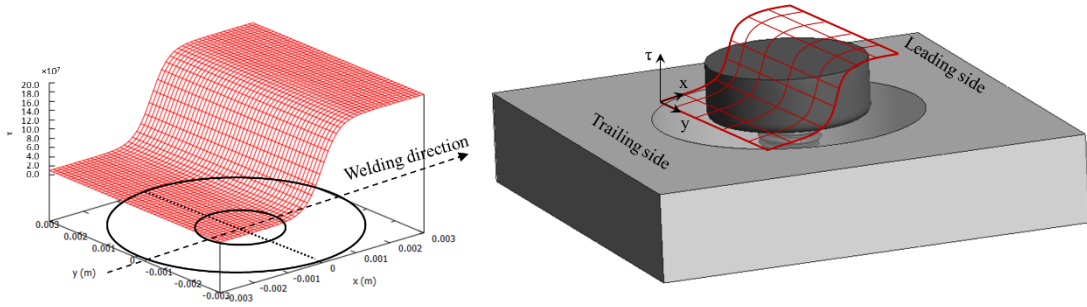 ×10⁷
20.0
18.0
16.0
14.0
12.0
10.0
8.0
6.0
4.0
2.0
0.0
τ
0.003
0.002
0.001
0
-0.001
-0.002
-0.003
y (m)
-0.003
-0.002
-0.001
0
0.001
0.002
0.003
x (m)
Welding direction
τ
x
y
Trailing side
Leading side